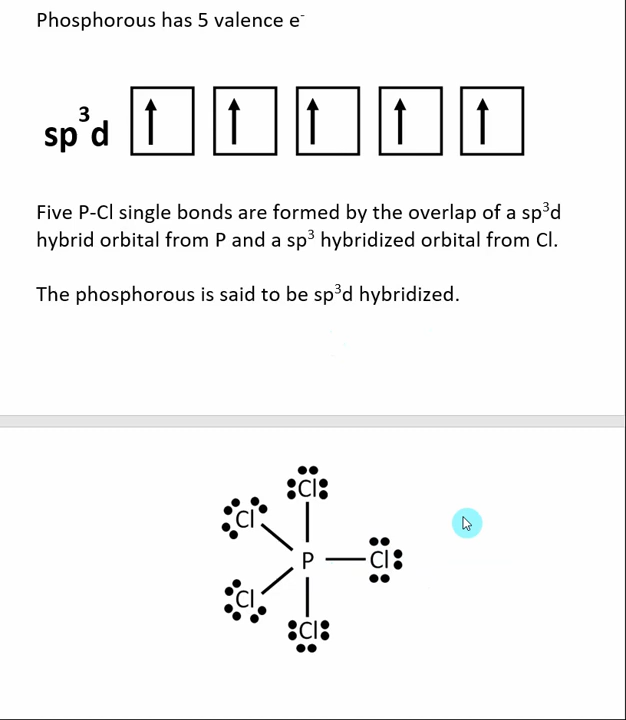 Phosphorous has 5 valence e⁻
sp³d
Five P-Cl single bonds are formed by the overlap of a sp³d
hybrid orbital from P and a sp³ hybridized orbital from Cl.
The phosphorous is said to be sp³d hybridized.
Cl
Cl
P
Cl
Cl
Cl